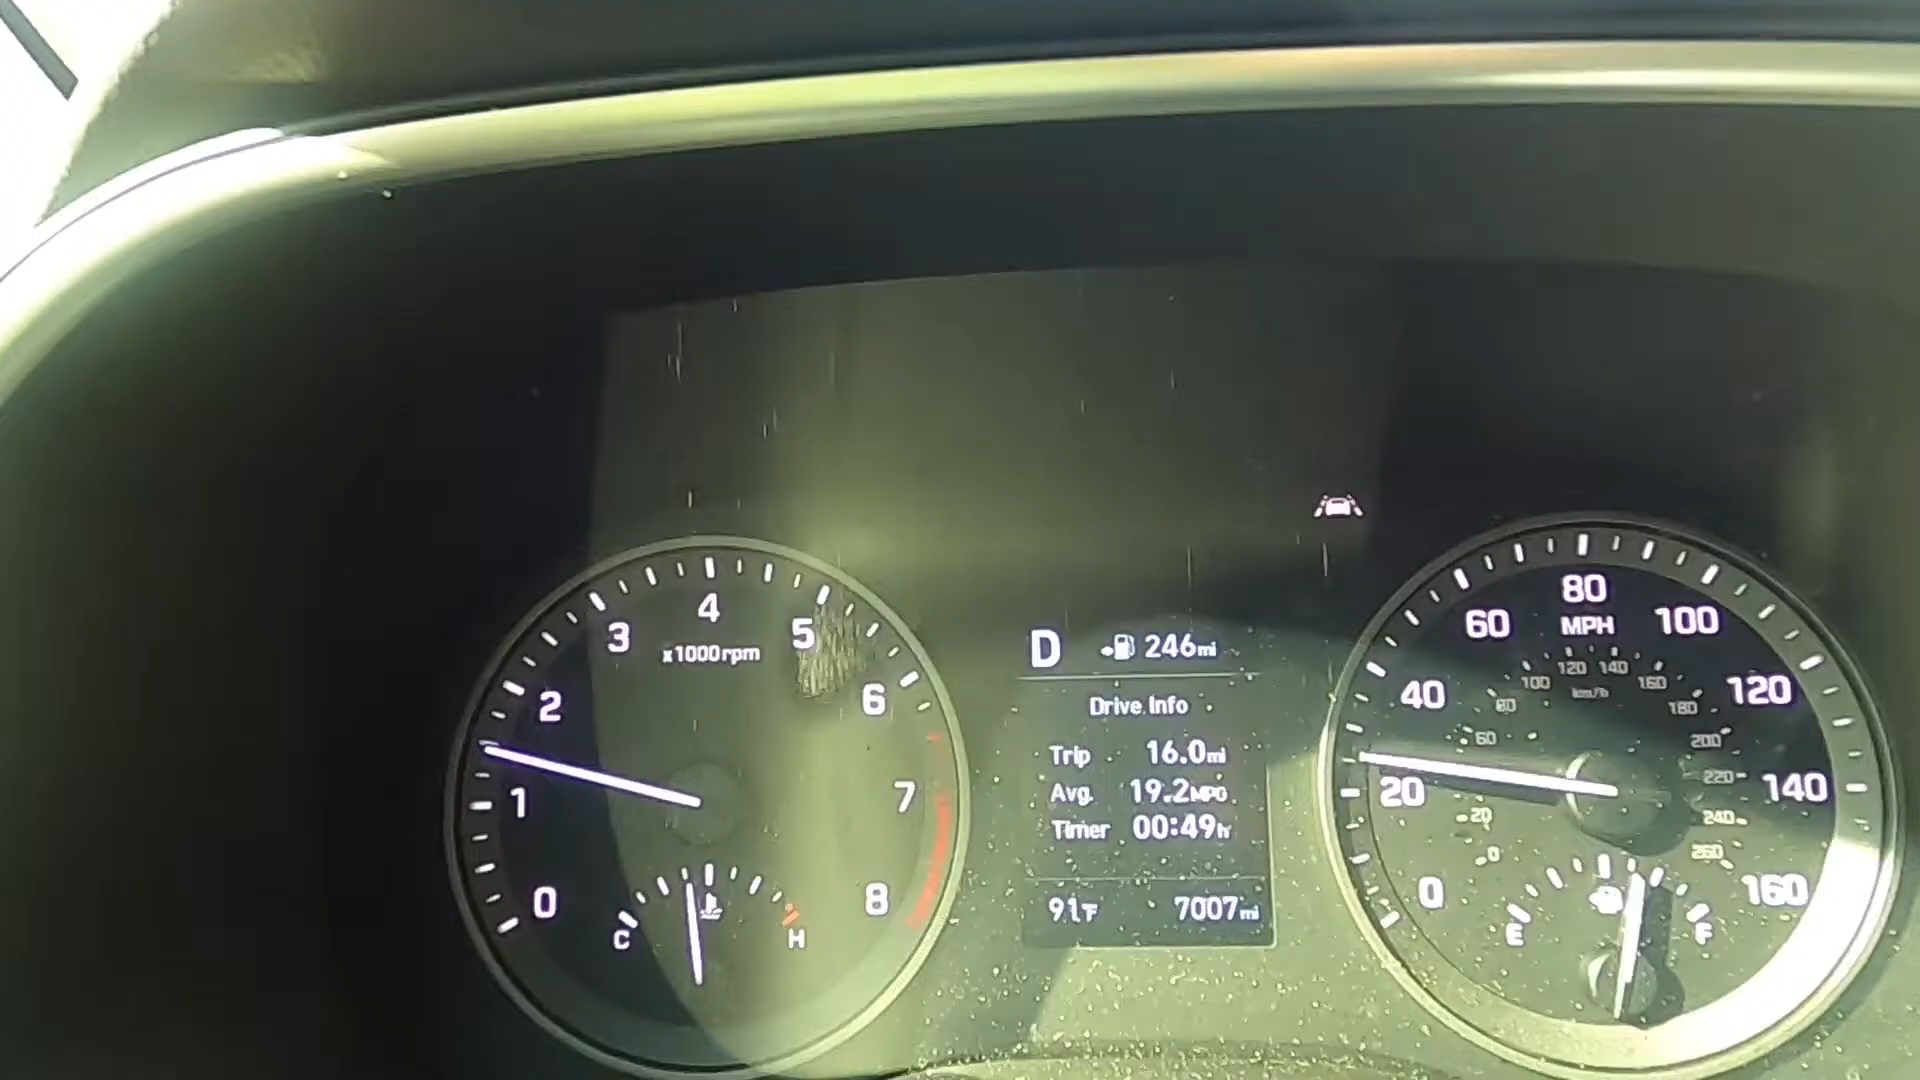 4
3
5
x1000rpm
2
6
1
7
0
8
C
H
D
246mi
Drive Info
Trip 16.0mi
Avg. 19.2MPG
Timer 00:49h
91°F 7007mi
80
60
MPH
100
40
120
20
140
0
160
120
140
100
160
km/h
80
180
60
200
220
20
240
0
260
E
F